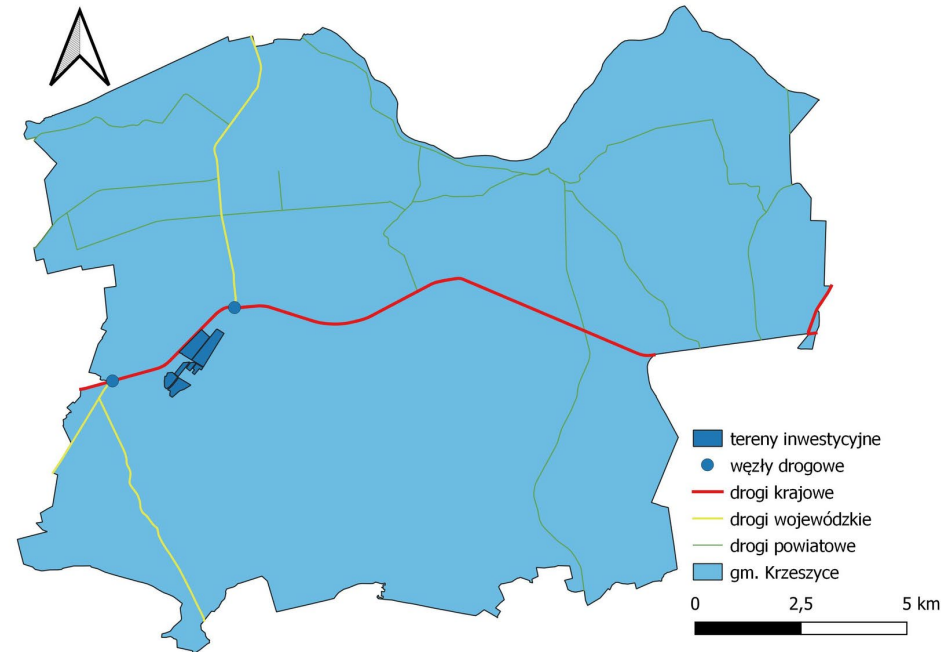 tereny inwestycyjne
węzły drogowe
drogi krajowe
drogi wojewódzkie
drogi powiatowe
gm. Krzeszyce
0 2,5 5 km